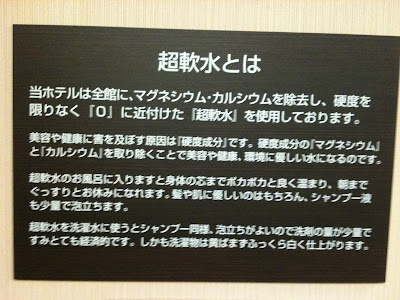 超軟水とは
当ホテルは全館に、マグネシウム・カルシウムを除去し、硬度を
限りなく『0』に近付けた『超軟水』を使用しております。
美容や健康に害を及ぼす原因は『硬度成分』です。硬度成分の『マグネシウム』
と『カルシウム』を取り除くことで美容や健康、環境に優しい水になるのです。
超軟水のお風呂に入りますと身体の芯までポカポカと良く温まり、朝まで
ぐっすりとお休みになれます。髪や肌に優しいのはもちろん、シャンプー液
も少量で泡立ちます。
超軟水を洗濯水に使うとシャンプー同様、泡立ちがよいので洗剤の量が少量で
すみとても経済的です。しかも洗濯物は黄ばまずふっくら白く仕上がります。